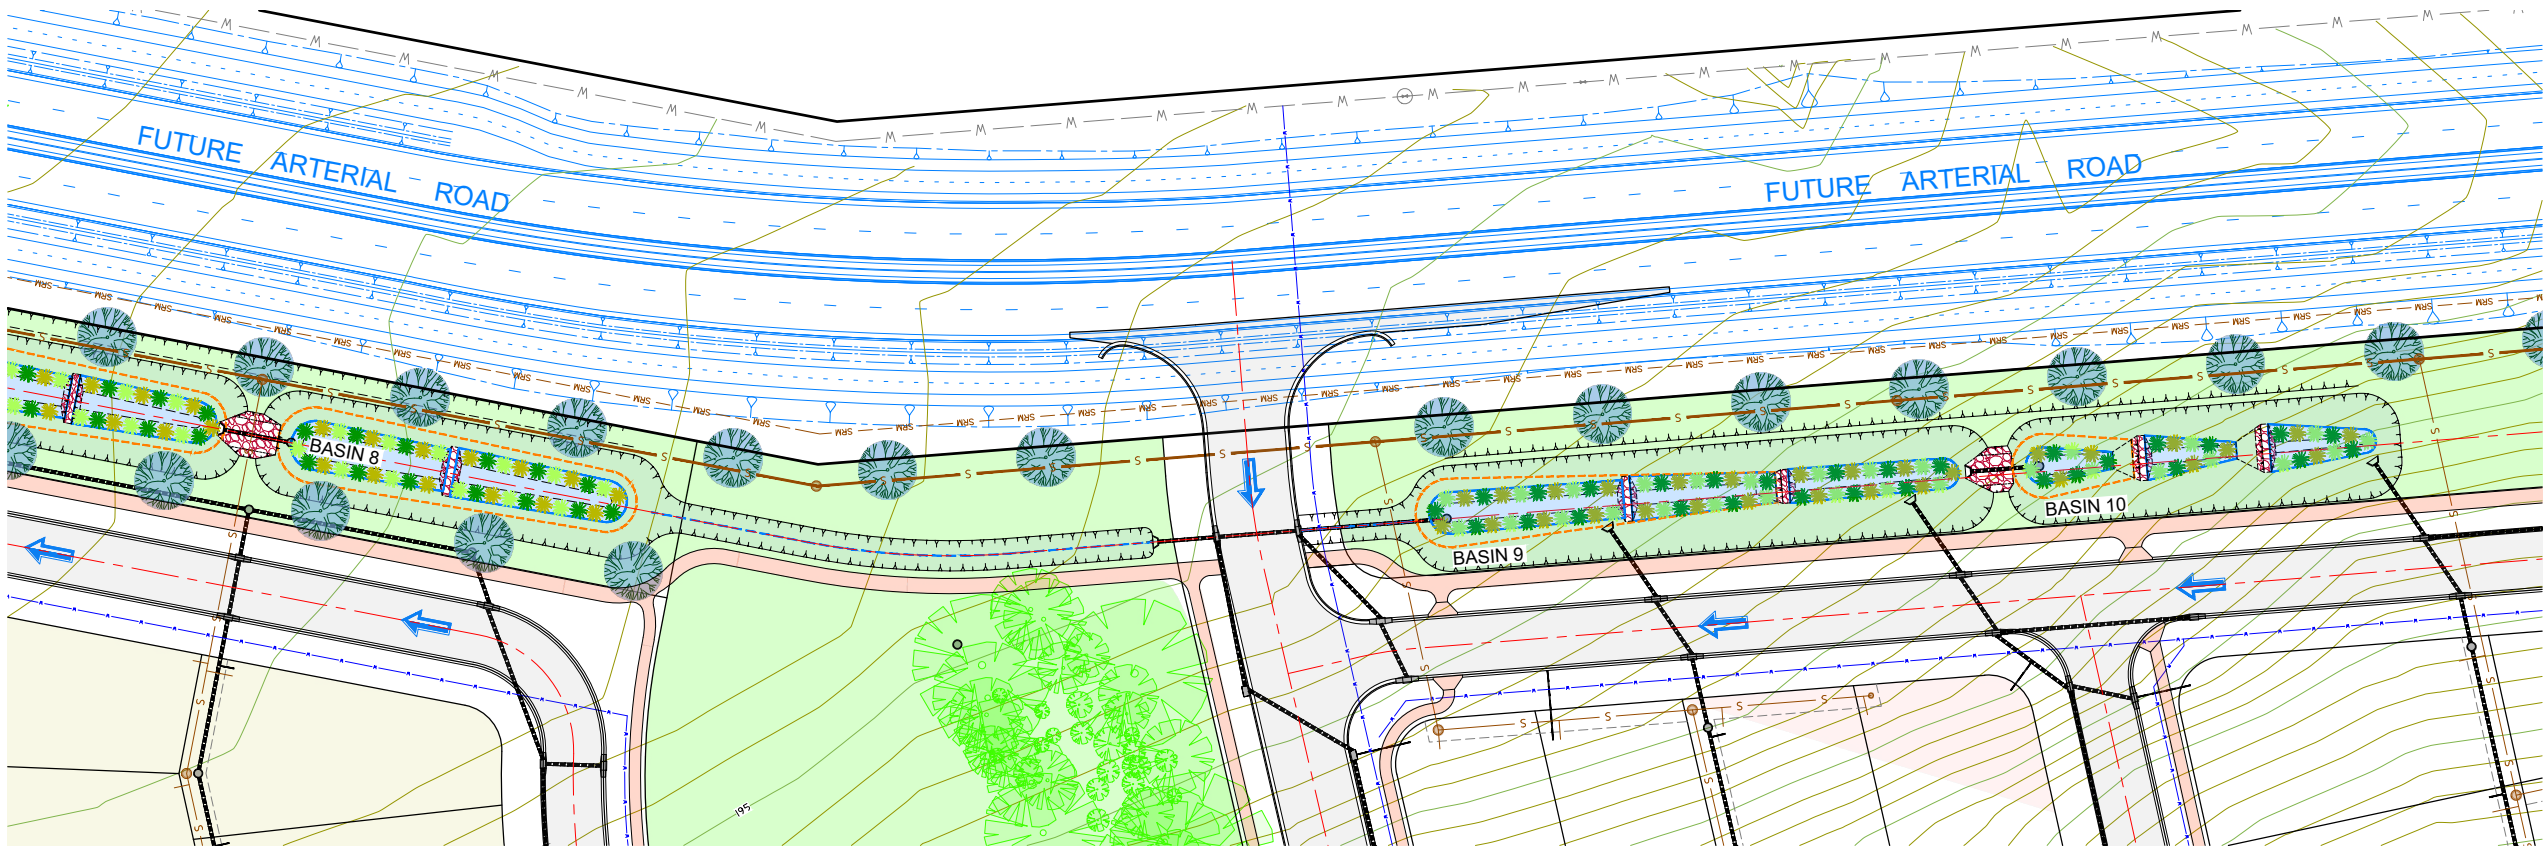 FUTURE ARTERIAL ROAD
FUTURE ARTERIAL ROAD
BASIN 8
BASIN 9
BASIN 10
195